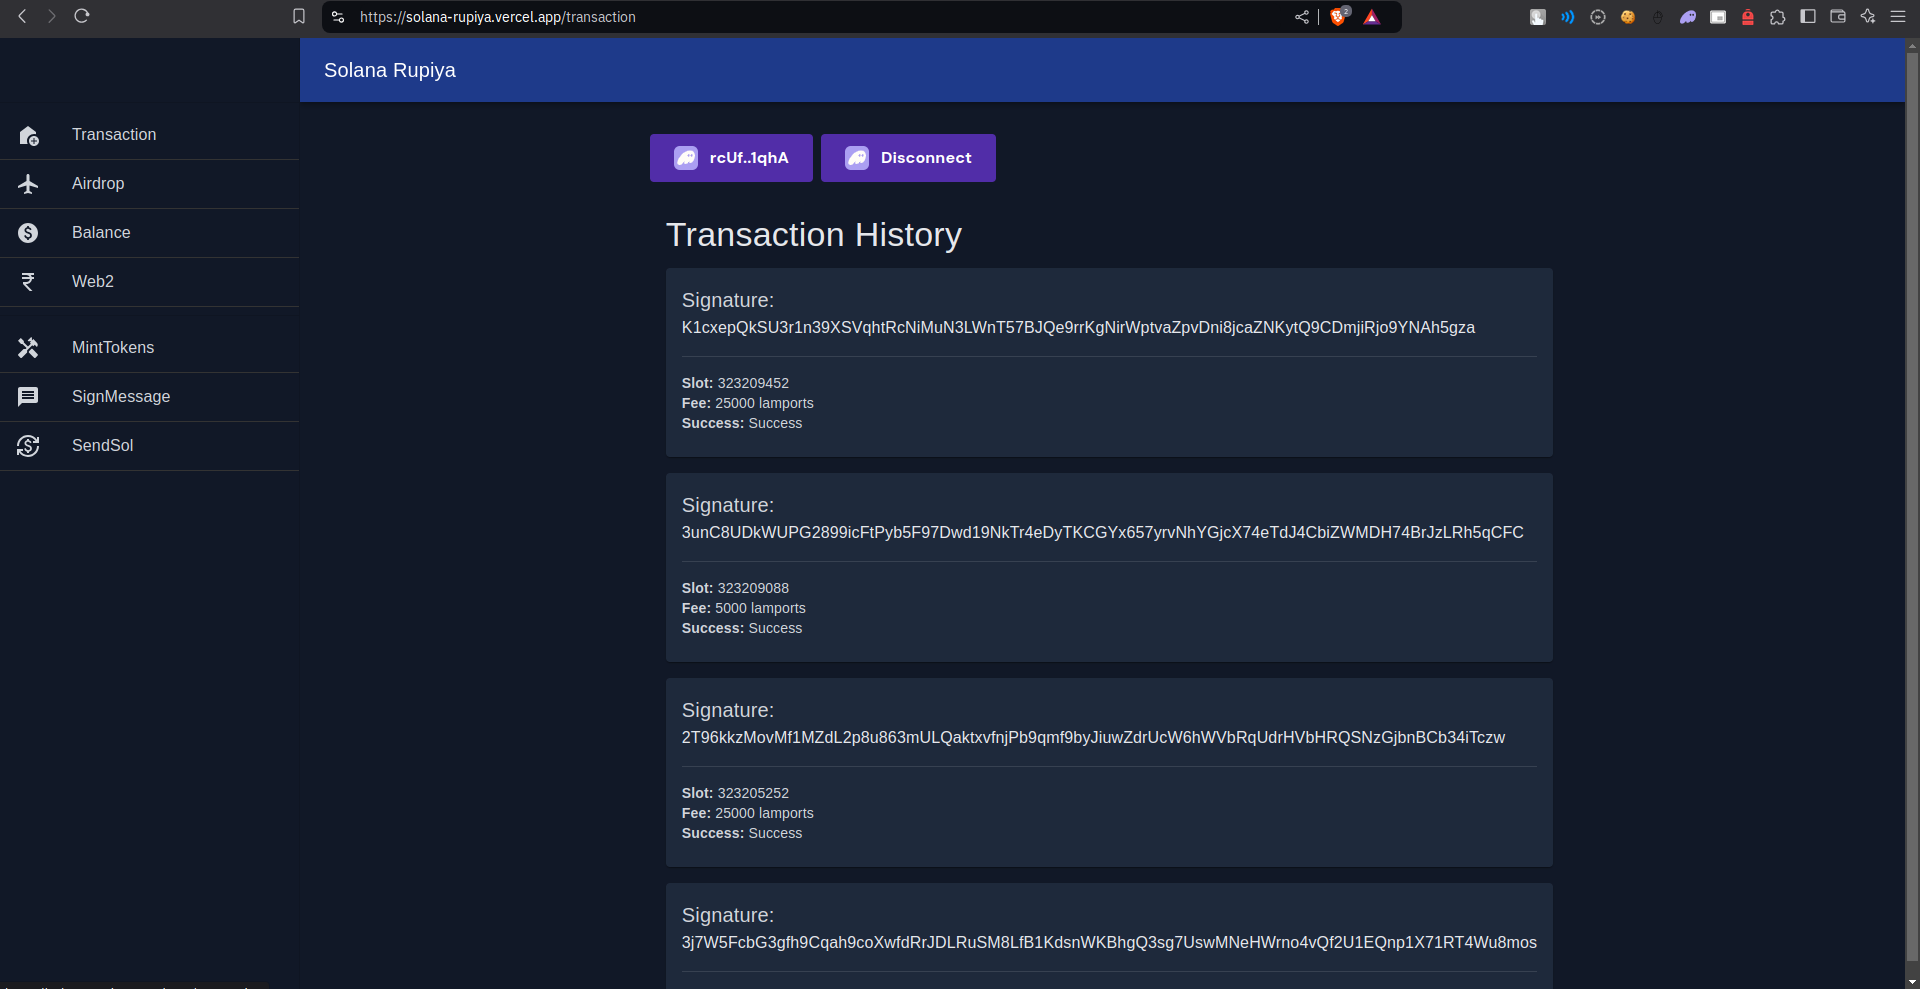 https://solana-rupiya.vercel.app/transaction
2
Solana Rupiya
Transaction
Airdrop
Balance
Web2
MintTokens
SignMessage
SendSol
rcUf..1qhA
Disconnect
Transaction History
Signature:
K1cxepQkSU3r1n39XSVqhtRcNiMuN3LWnT57BJQe9rrKgNirWptvaZpvDni8jcaZNKytQ9CDmjiRjo9YNAh5gza
Slot: 323209452
Fee: 25000 lamports
Success: Success
Signature:
3unC8UDkWUPG2899icFtPyb5F97Dwd19NkTr4eDyTKCGYx657yrvNhYGjcX74eTdJ4CbiZWMDH74BrJzLRh5qCFC
Slot: 323209088
Fee: 5000 lamports
Success: Success
Signature:
2T96kkzMovMf1MZdL2p8u863mULQaktxvfnjPb9qmf9byJiuwZdrUcW6hWVbRqUdrHVbHRQSNzGjbnBCb34iTczw
Slot: 323205252
Fee: 25000 lamports
Success: Success
Signature:
3j7W5FcbG3gfh9Cqah9coXwfdRrJDLRuSM8LfB1KdsnWKBhgQ3sg7UswMNeHWrno4vQf2U1EQnp1X71RT4Wu8mos